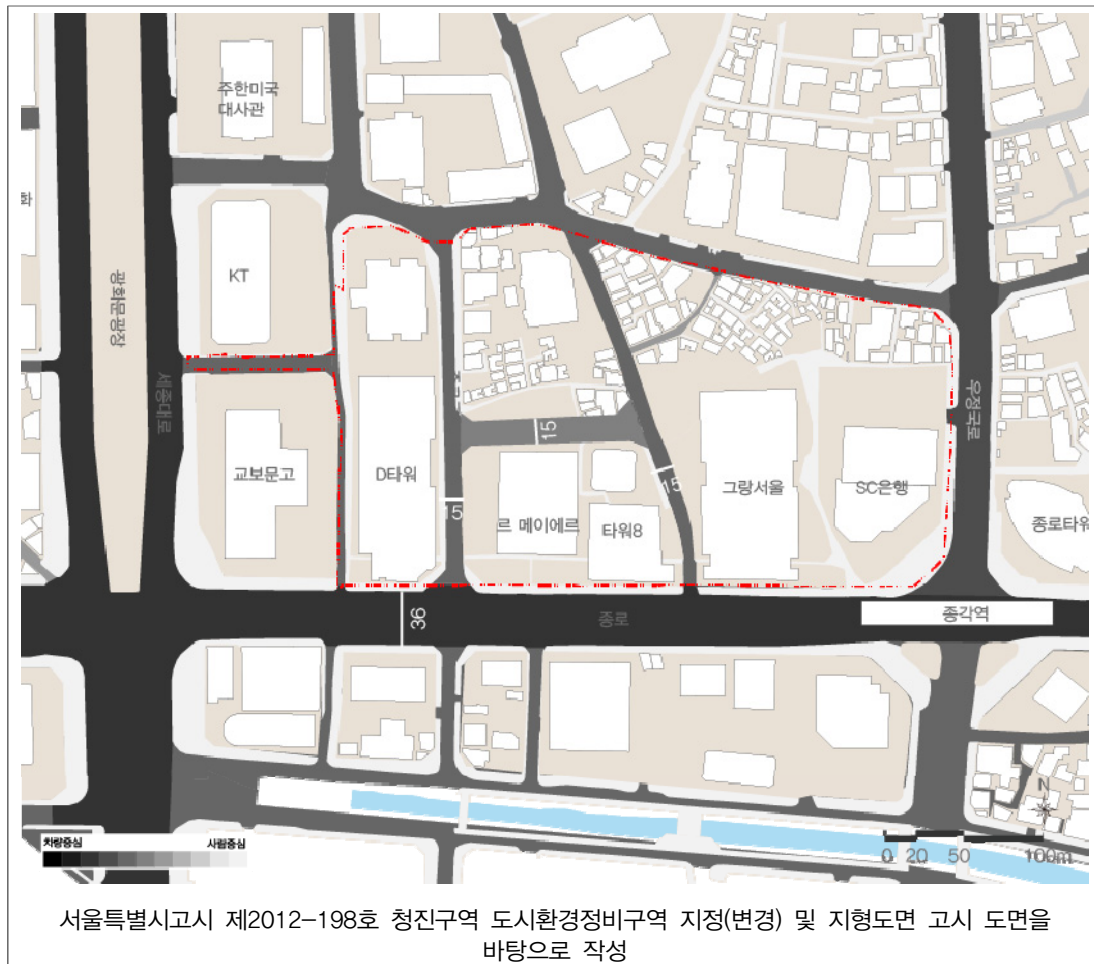 주한미국
대사관
KT
광화문광장
세종대로
우정국로
교보문고
D타워
15
15
15
르 메이에르
타워8
그랑서울
SC은행
종로타워
36
종로
종각역
N
차량중심
사람중심
0 20 50 100m
서울특별시고시 제2012-198호 청진구역 도시환경정비구역 지정(변경) 및 지형도면 고시 도면을
바탕으로 작성